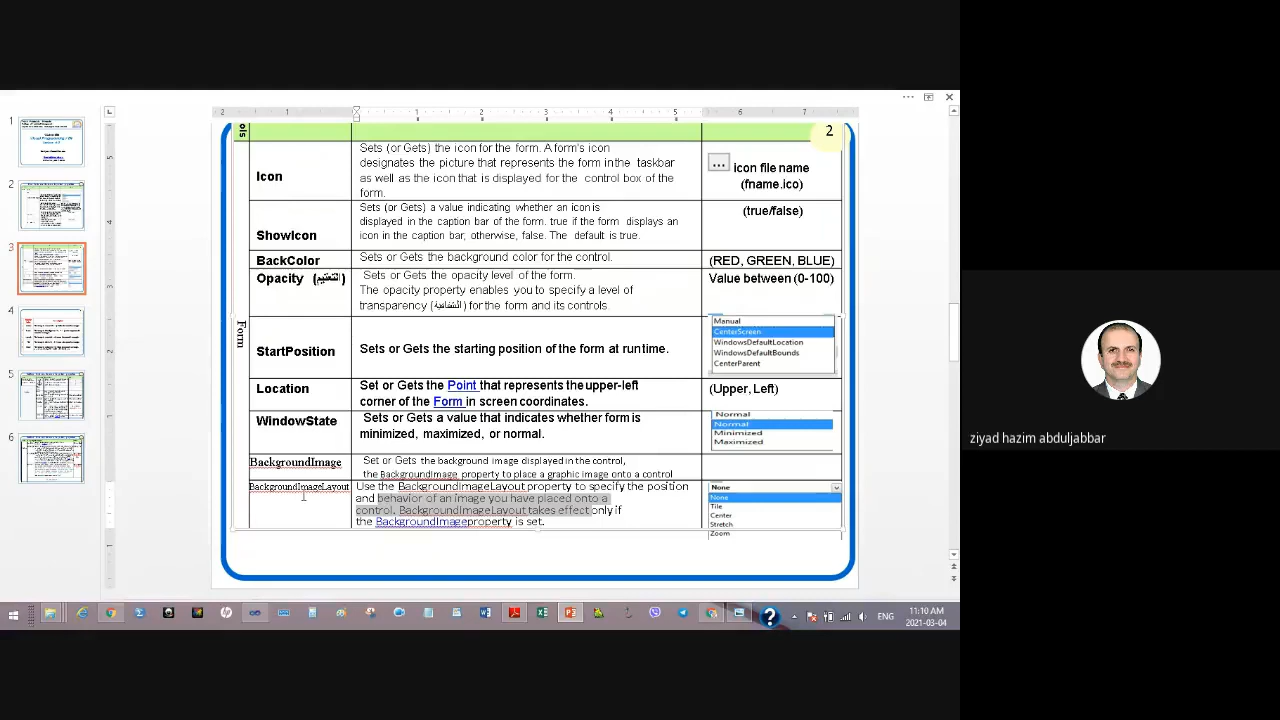 2
ols
Form
Icon
Sets (or Gets) the icon for the form. A form's icon
designates the picture that represents the form in the taskbar
as well as the icon that is displayed for the control box of the
form.
...
icon file name
(fname.ico)
ShowIcon
Sets (or Gets) a value indicating whether an icon is
displayed in the caption bar of the form. true if the form displays an
icon in the caption bar; otherwise, false. The default is true.
(true/false)
BackColor
Sets or Gets the background color for the control.
(RED, GREEN, BLUE)
Opacity (التعتيم)
Sets or Gets the opacity level of the form.
The opacity property enables you to specify a level of
transparency (الشفافية) for the form and its controls.
Value between (0-100)
StartPosition
Sets or Gets the starting position of the form at runtime.
Manual
CenterScreen
WindowsDefaultLocation
WindowsDefaultBounds
CenterParent
Location
Set or Gets the Point that represents the upper-left
corner of the Form in screen coordinates.
(Upper, Left)
WindowState
Sets or Gets a value that indicates whether form is
minimized, maximized, or normal.
Normal
Normal
Minimized
Maximized
BackgroundImage
Set or Gets the background image displayed in the control,
the BackgroundImage property to place a graphic image onto a control
BackgroundImageLayout
Use the BackgroundImageLayout property to specify the position
and behavior of an image you have placed onto a
control. BackgroundImageLayout takes effect only if
the BackgroundImageproperty is set.
None
None
Tile
Center
Stretch
Zoom
1
2
3
4
5
6
ENG
11:10 AM
2021-03-04
ziyad hazim abduljabbar